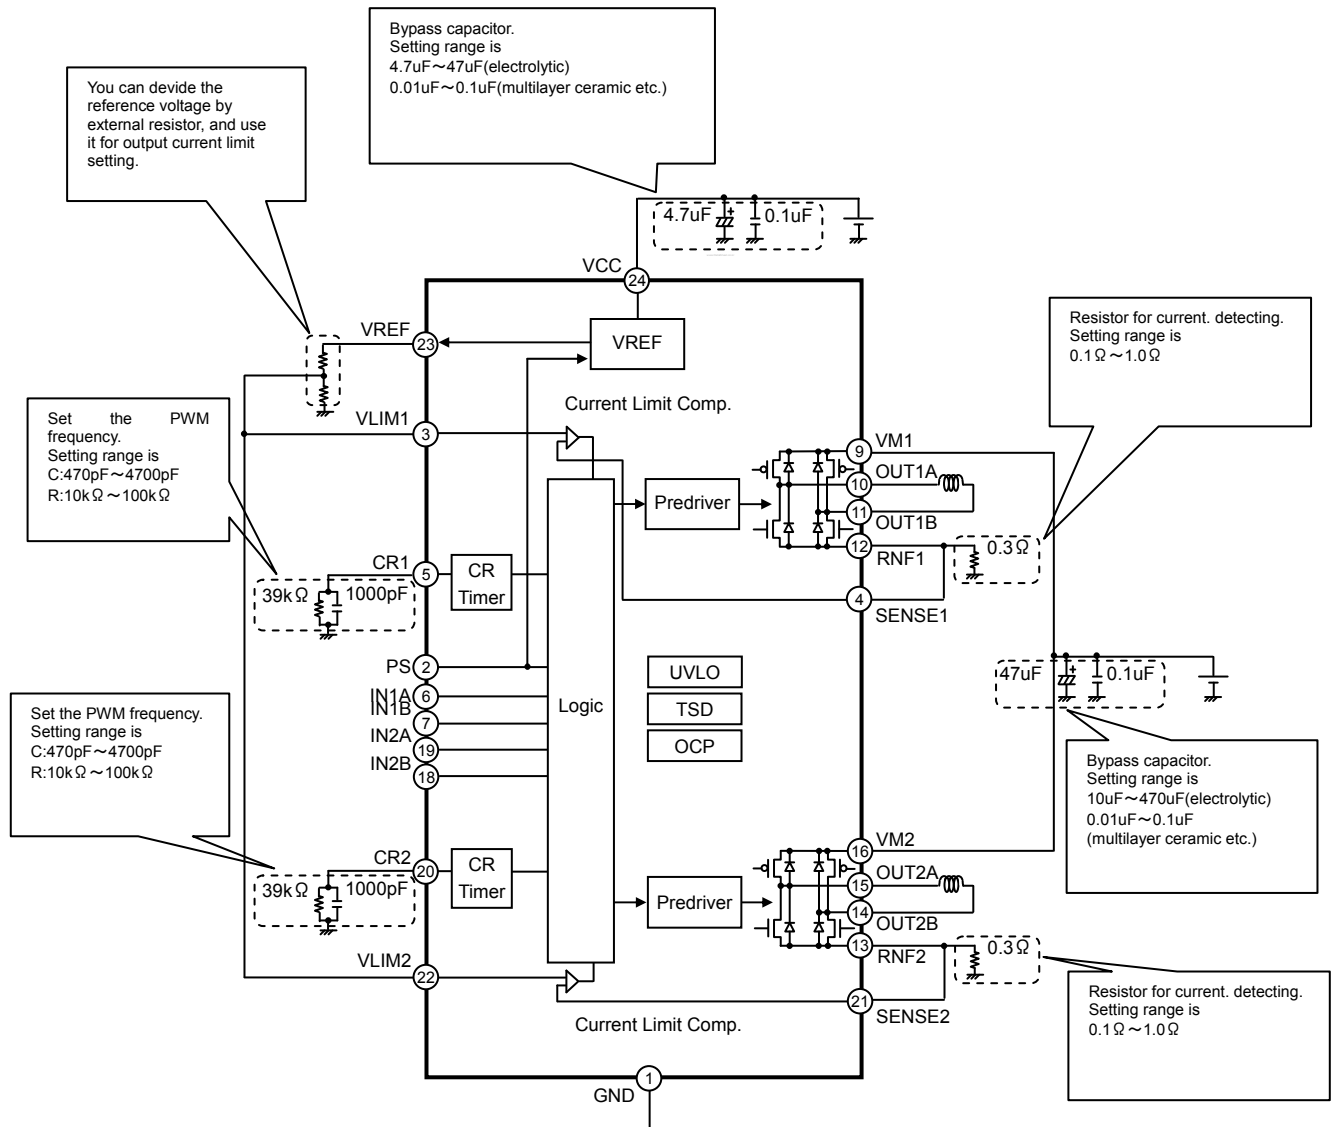 Bypass capacitor.
Setting range is
4.7uF～47uF(electrolytic)
0.01uF～0.1uF(multilayer ceramic etc.)
You can devide the
reference voltage by
external resistor, and use
it for output current limit
setting.
4.7uF
+
0.1uF
VCC
24
Resistor for current. detecting.
Setting range is
0.1Ω～1.0Ω
VREF
23
VREF
Set the PWM
frequency.
Setting range is
C:470pF～4700pF
R:10kΩ～100kΩ
Current Limit Comp.
VLIM1
3
9
VM1
10
OUT1A
Predriver
11
OUT1B
12
RNF1
0.3Ω
CR1
5
CR
Timer
39kΩ
1000pF
4
SENSE1
PS
2
UVLO
47uF
+
0.1uF
IN1A
6
IN1B
7
Logic
TSD
Set the PWM frequency.
Setting range is
C:470pF～4700pF
R:10kΩ～100kΩ
IN2A
19
OCP
IN2B
18
Bypass capacitor.
Setting range is
10uF～470uF(electrolytic)
0.01uF～0.1uF
(multilayer ceramic etc.)
16
VM2
CR2
20
CR
Timer
39kΩ
1000pF
15
OUT2A
Predriver
14
OUT2B
13
RNF2
0.3Ω
VLIM2
22
21
SENSE2
Current Limit Comp.
Resistor for current. detecting.
Setting range is
0.1Ω～1.0Ω
GND
1